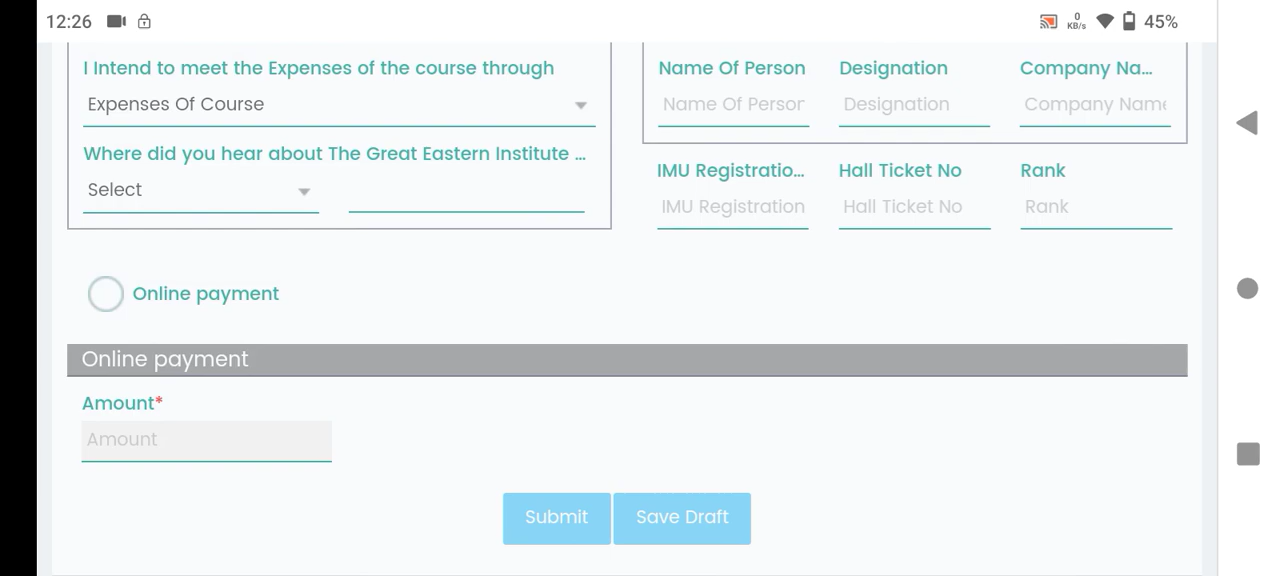 12:26
0 KB/s 45%
I Intend to meet the Expenses of the course through
Expenses Of Course
Where did you hear about The Great Eastern Institute ...
Select
Name Of Person Designation Company Na...
Name Of Person Designation Company Name
IMU Registratio... Hall Ticket No Rank
IMU Registration Hall Ticket No Rank
Online payment
Online payment
Amount*
Amount
Submit Save Draft